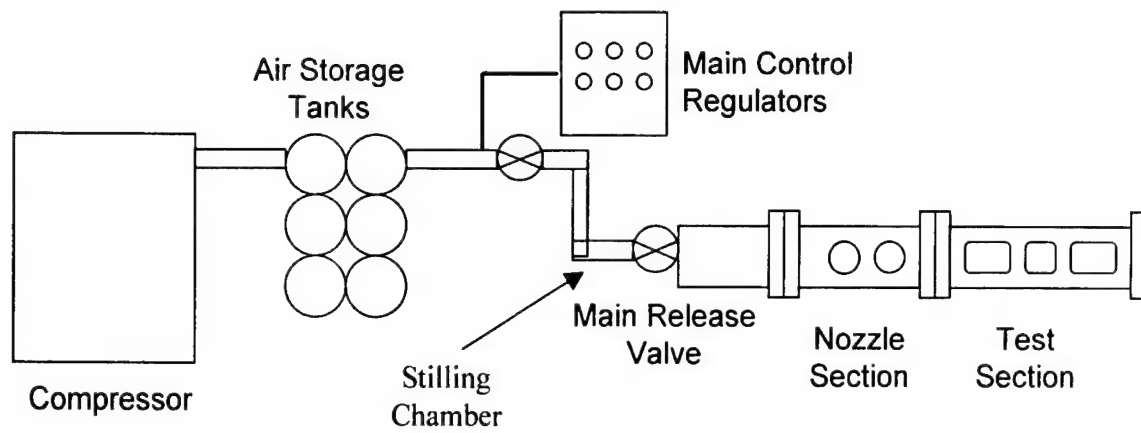 Air Storage
Tanks
Main Control
Regulators
Compressor
Stilling
Chamber
Main Release
Valve
Nozzle
Section
Test
Section